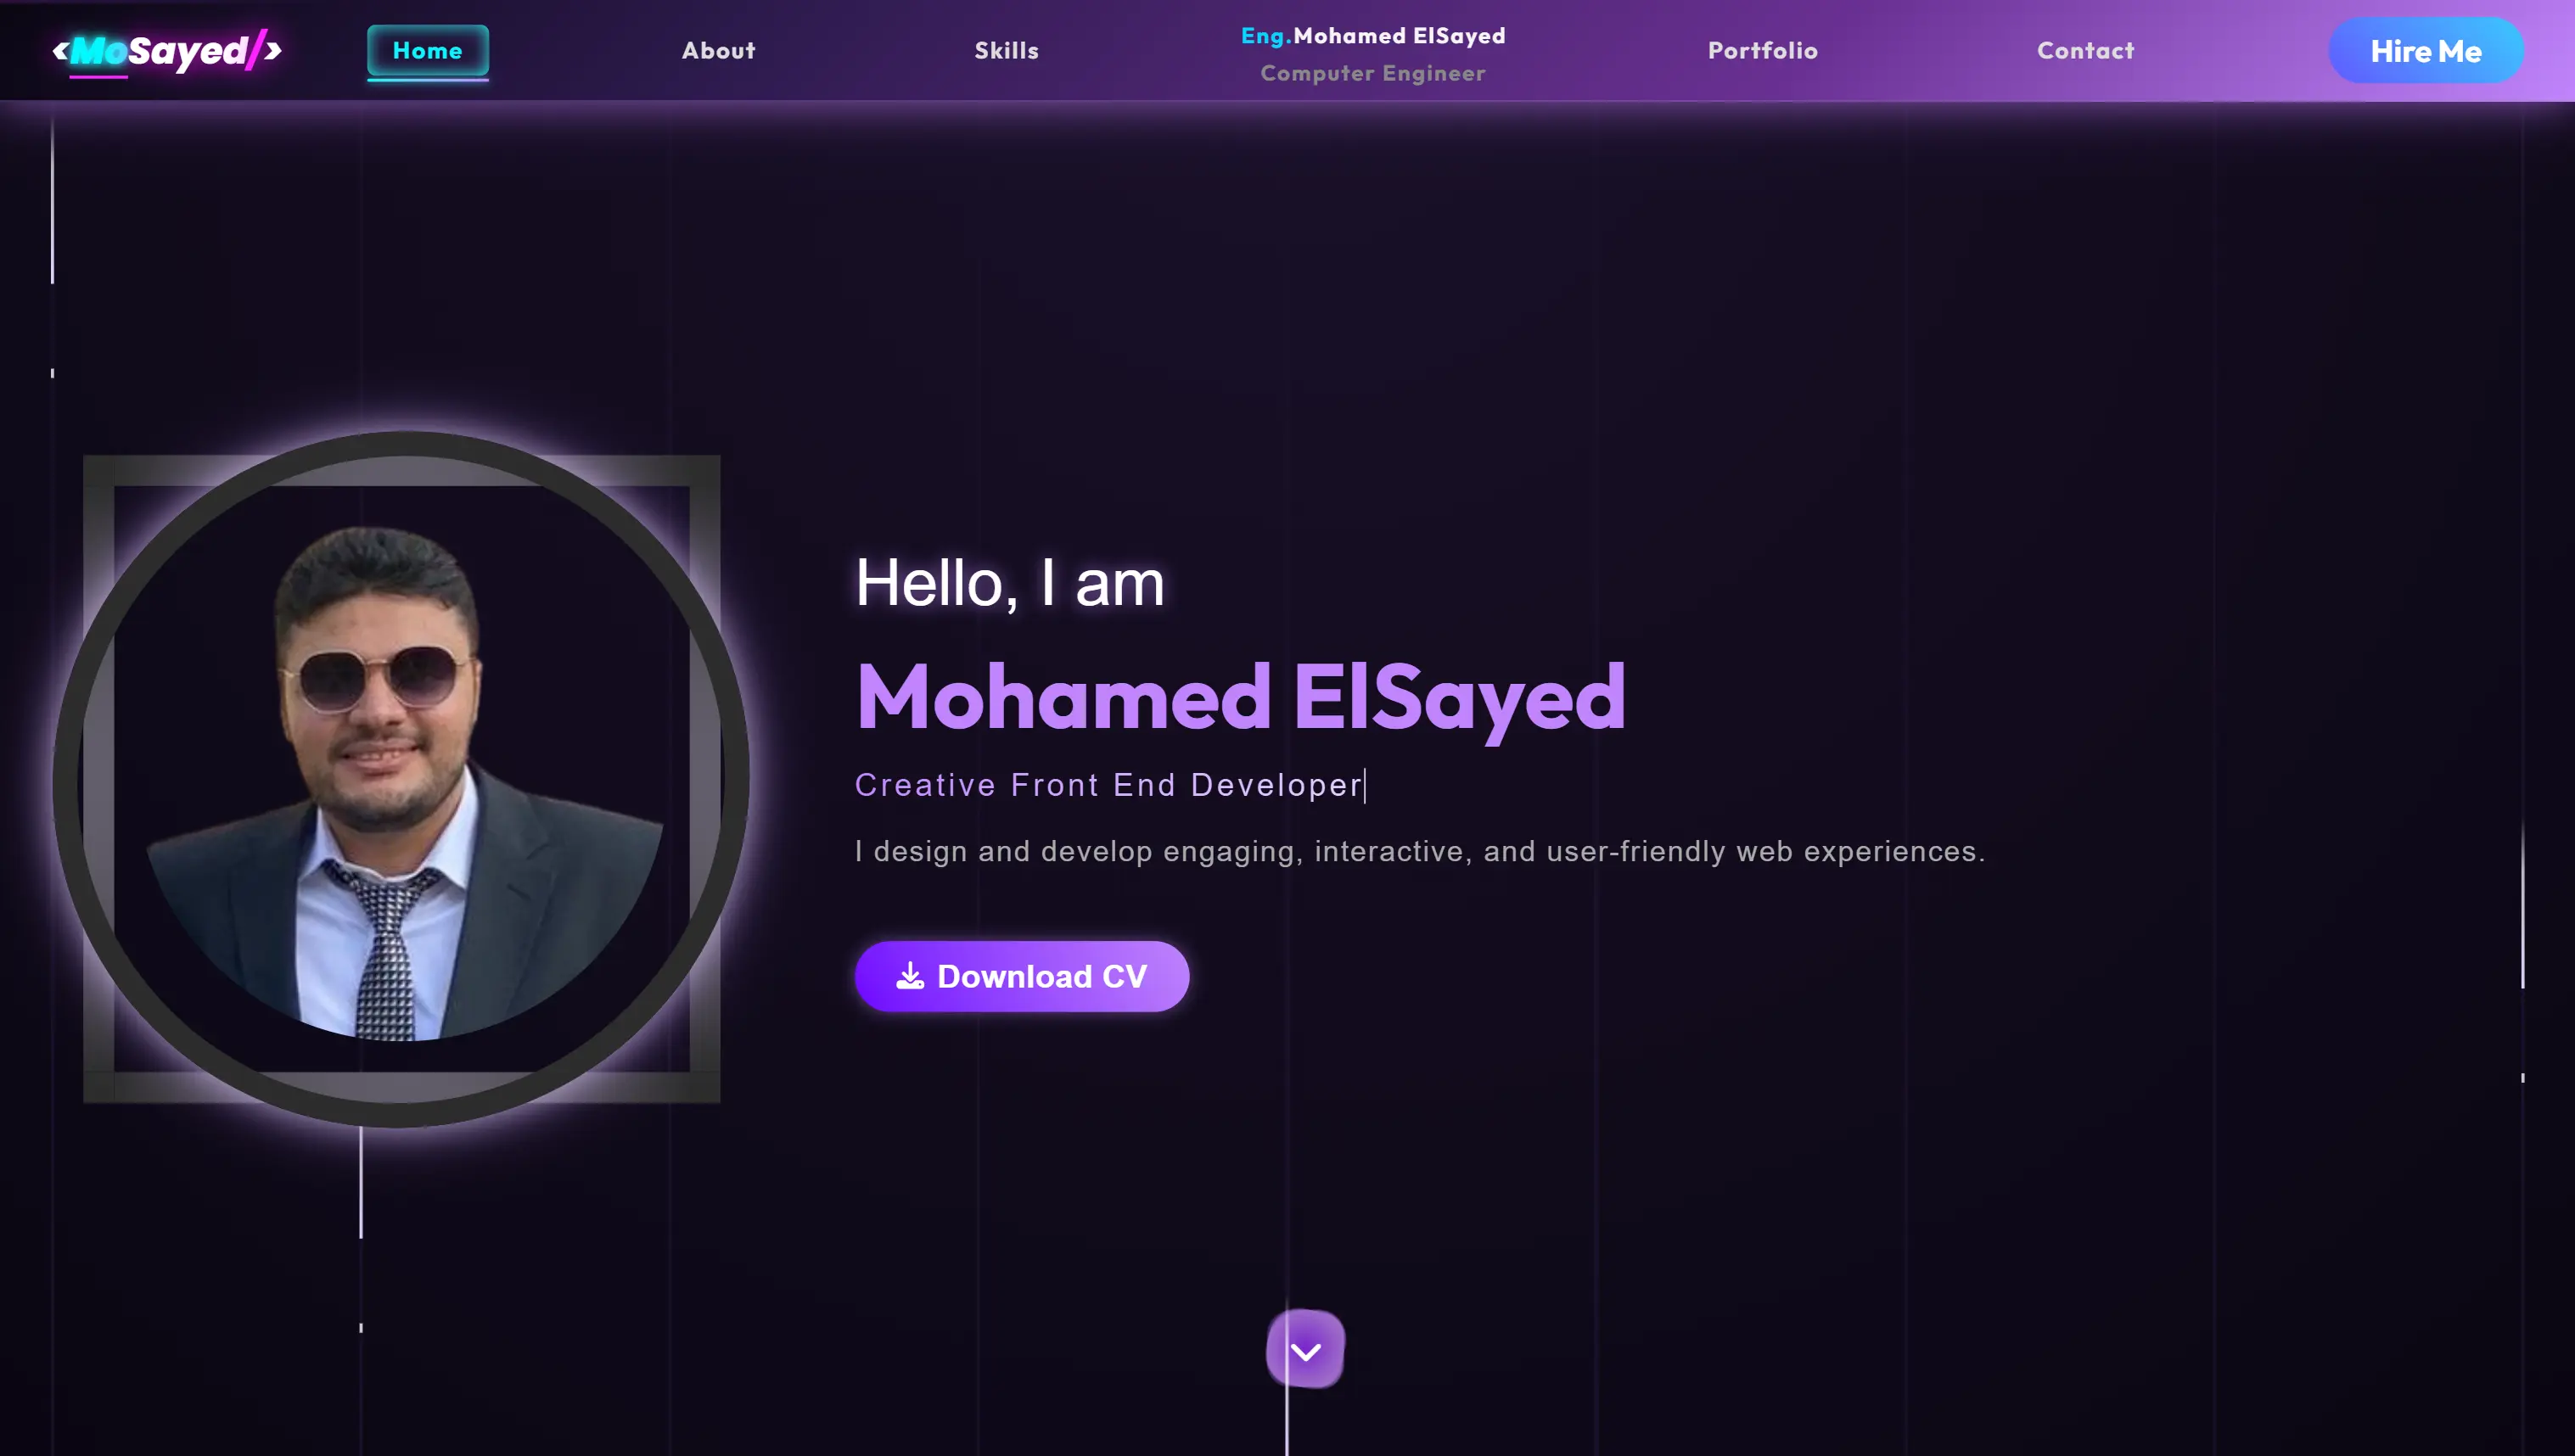 <MoSayed/>
Home
About
Skills
Eng.Mohamed ElSayed
Computer Engineer
Portfolio
Contact
Hire Me
Hello, I am
Mohamed ElSayed
Creative Front End Developer
I design and develop engaging, interactive, and user-friendly web experiences.
Download CV